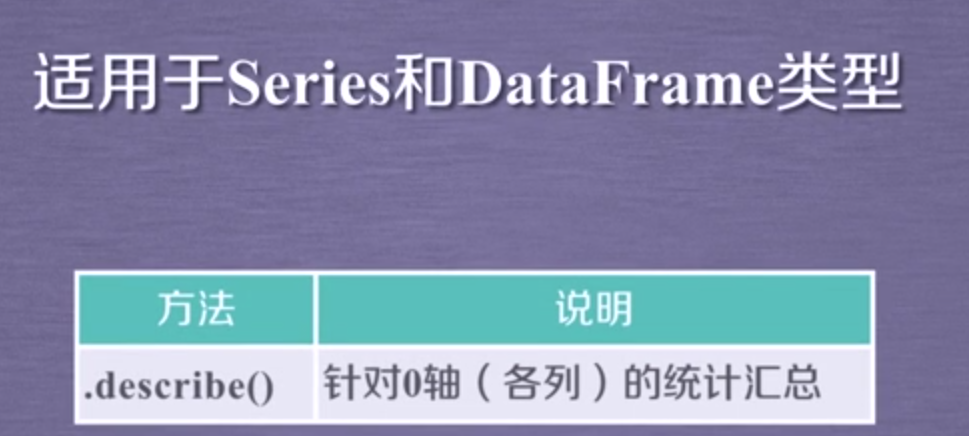 适用于Series和DataFrame类型
方法 说明
.describe() 针对0轴（各列）的统计汇总